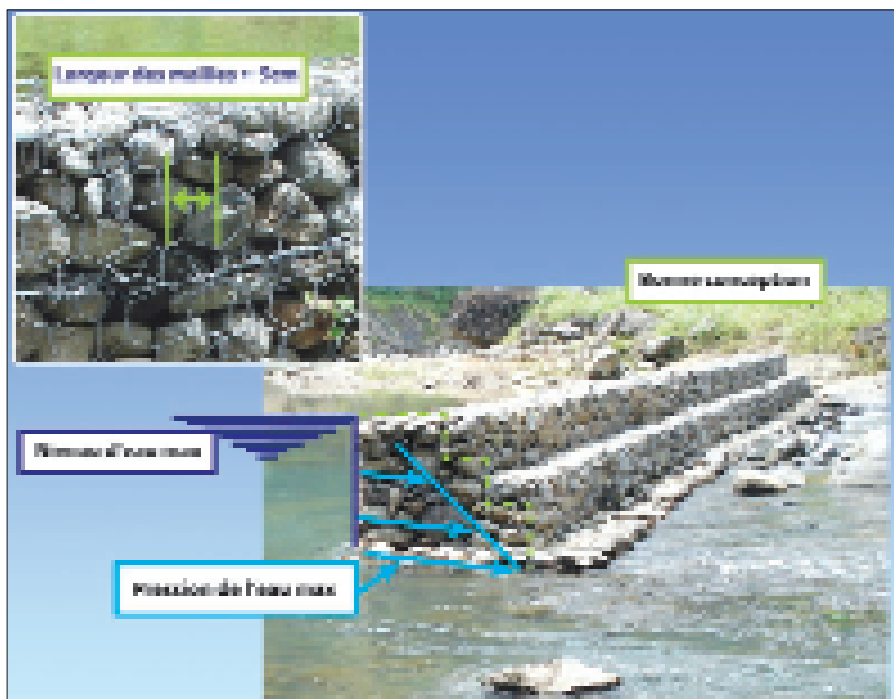 Largeur des mailles = 5cm
Niveau d'eau max
Pression de l'eau max